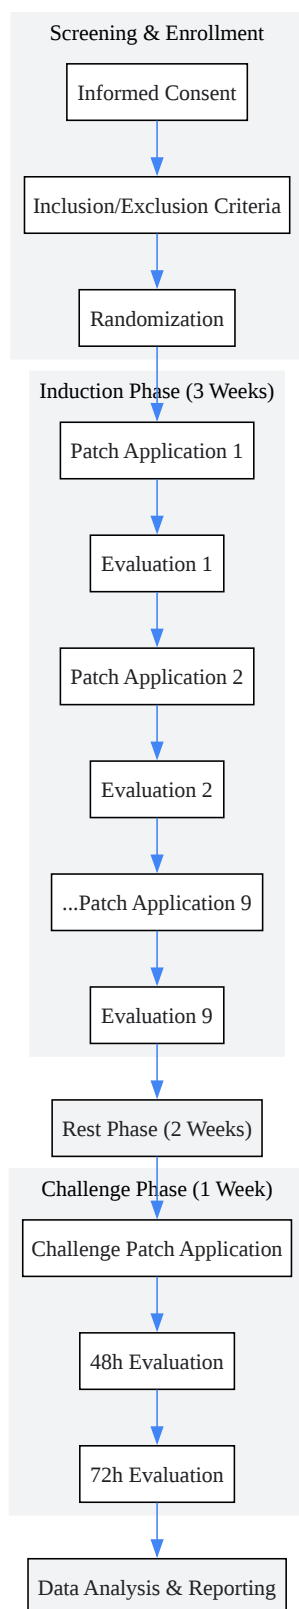 Screening & Enrollment
Informed Consent
Inclusion/Exclusion Criteria
Randomization
Induction Phase (3 Weeks)
Patch Application 1
Evaluation 1
Patch Application 2
Evaluation 2
...Patch Application 9
Evaluation 9
Rest Phase (2 Weeks)
Challenge Phase (1 Week)
Challenge Patch Application
48h Evaluation
72h Evaluation
Data Analysis & Reporting